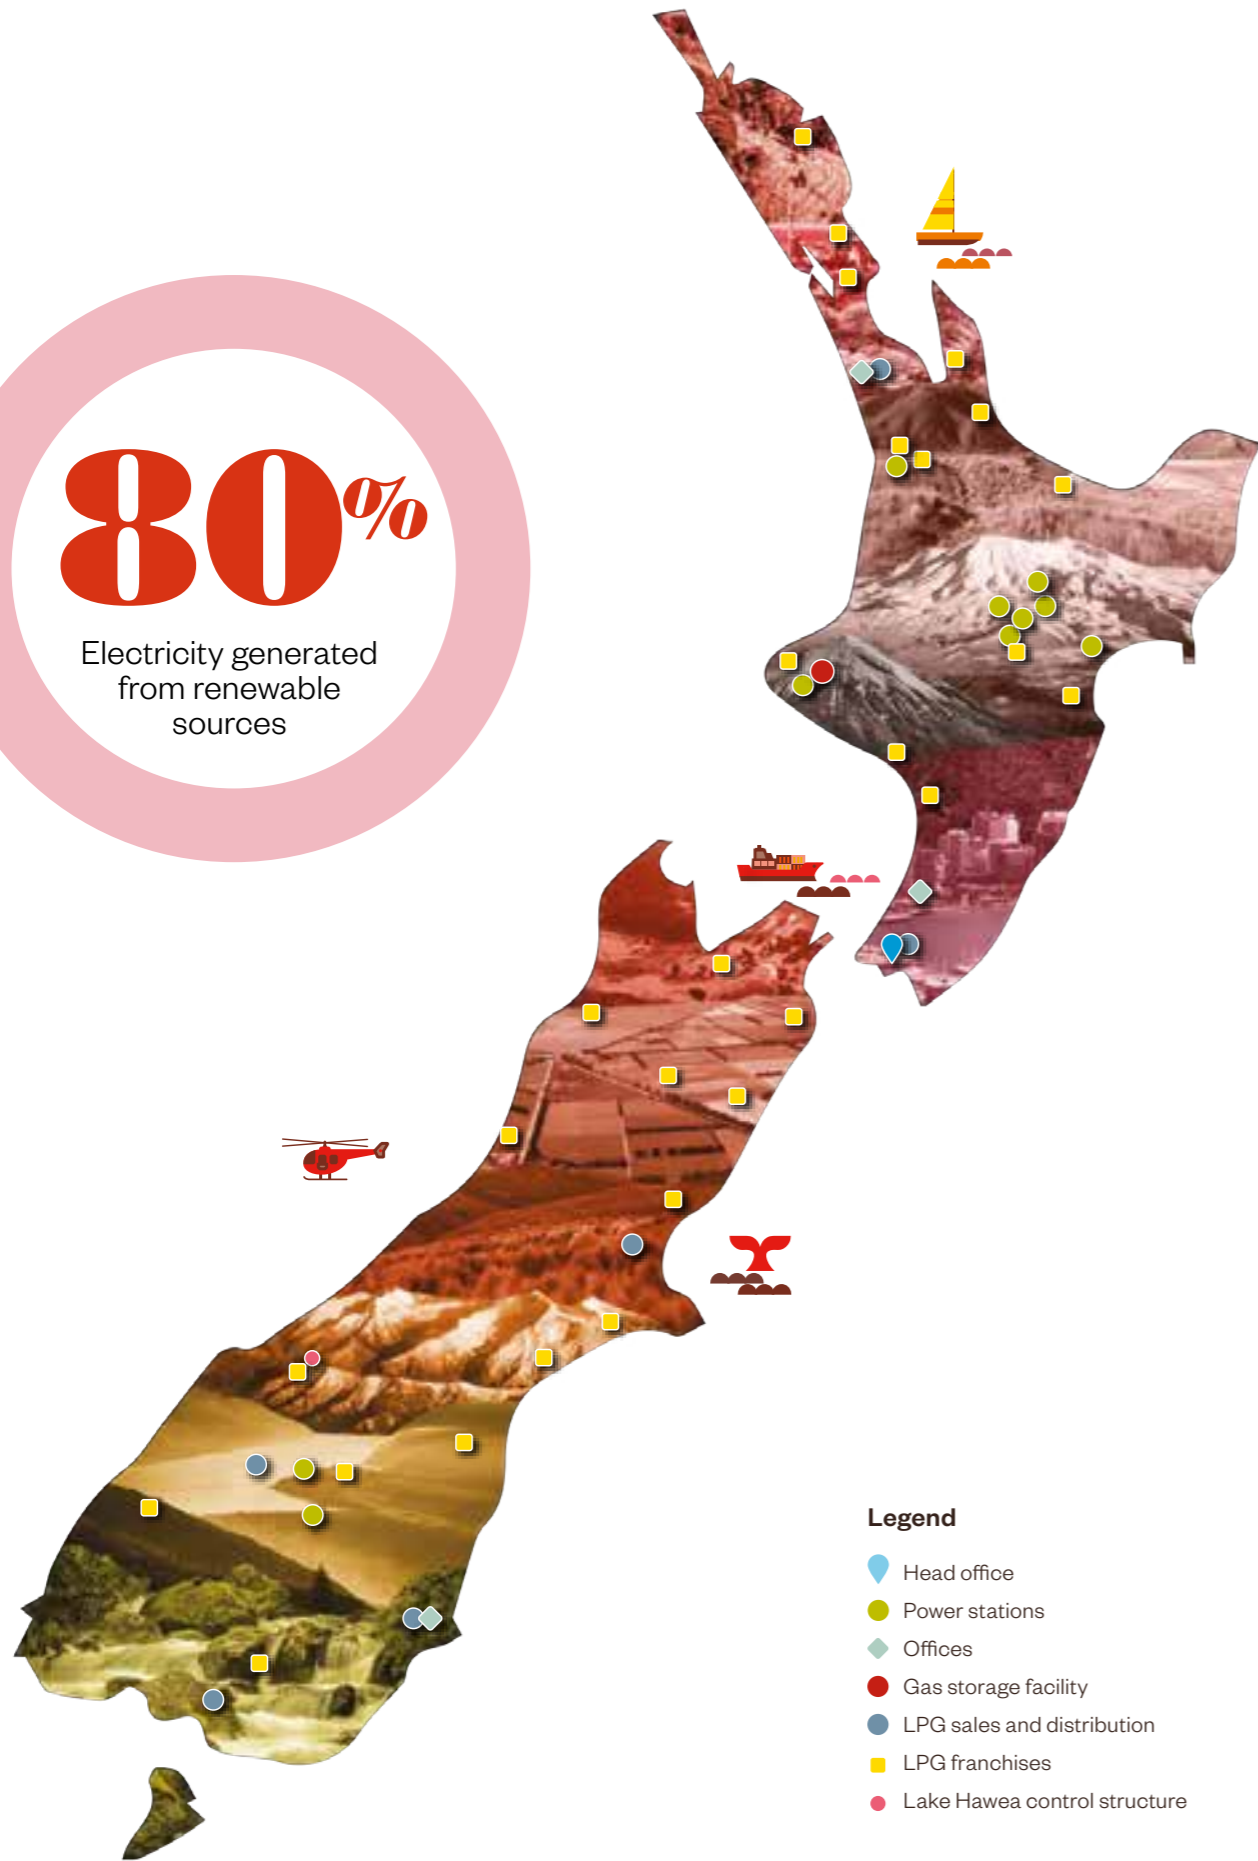 80%
Electricity generated
from renewable
sources
Legend
Head office
Power stations
Offices
Gas storage facility
LPG sales and distribution
LPG franchises
Lake Hawea control structure